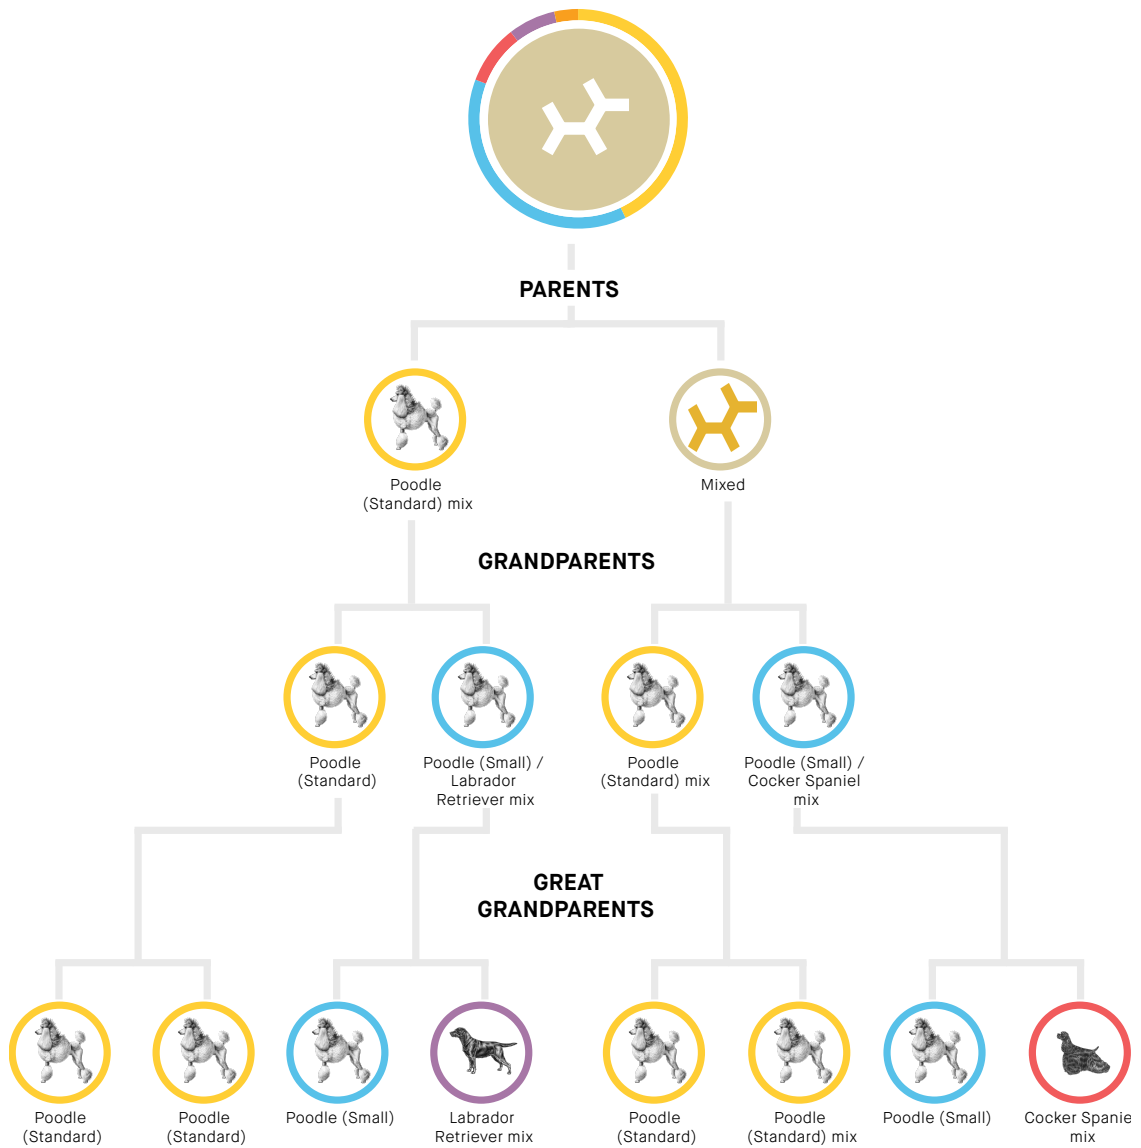 PARENTS
Poodle
(Standard) mix
Mixed
GRANDPARENTS
Poodle
(Standard)
Poodle (Small) /
Labrador
Retriever mix
Poodle
(Standard) mix
Poodle (Small) /
Cocker Spaniel
mix
GREAT
GRANDPARENTS
Poodle
(Standard)
Poodle
(Standard)
Poodle (Small)
Labrador
Retriever mix
Poodle
(Standard)
Poodle
(Standard) mix
Poodle (Small)
Cocker Spanie
mix